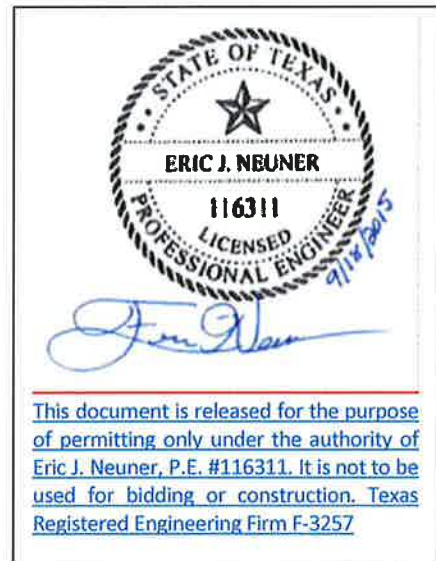 STATE OF TEXAS
ERIC J. NEUNER
116311
LICENSED
PROFESSIONAL ENGINEER
9/18/2015
This document is released for the purpose
of permitting only under the authority of
Eric J. Neuner, P.E. #116311. It is not to be
used for bidding or construction. Texas
Registered Engineering Firm F-3257